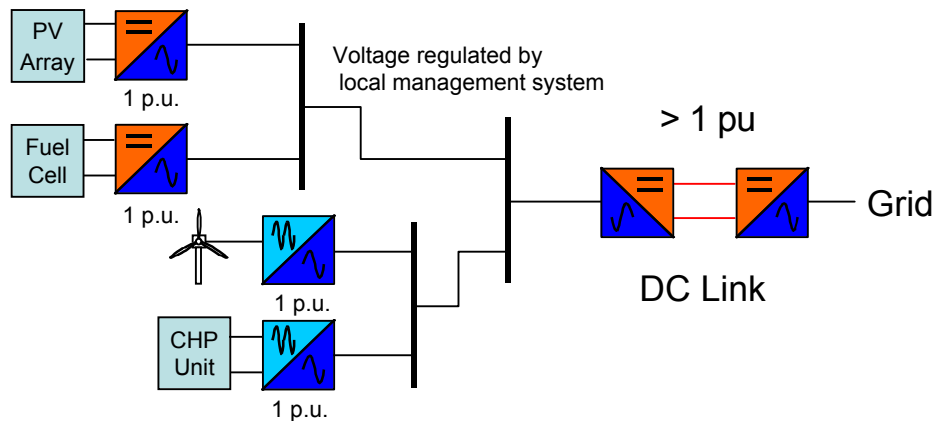 PV
Array
1 p.u.
Voltage regulated by
local management system
> 1 pu
Fuel
Cell
1 p.u.
Grid
1 p.u.
DC Link
CHP
Unit
1 p.u.